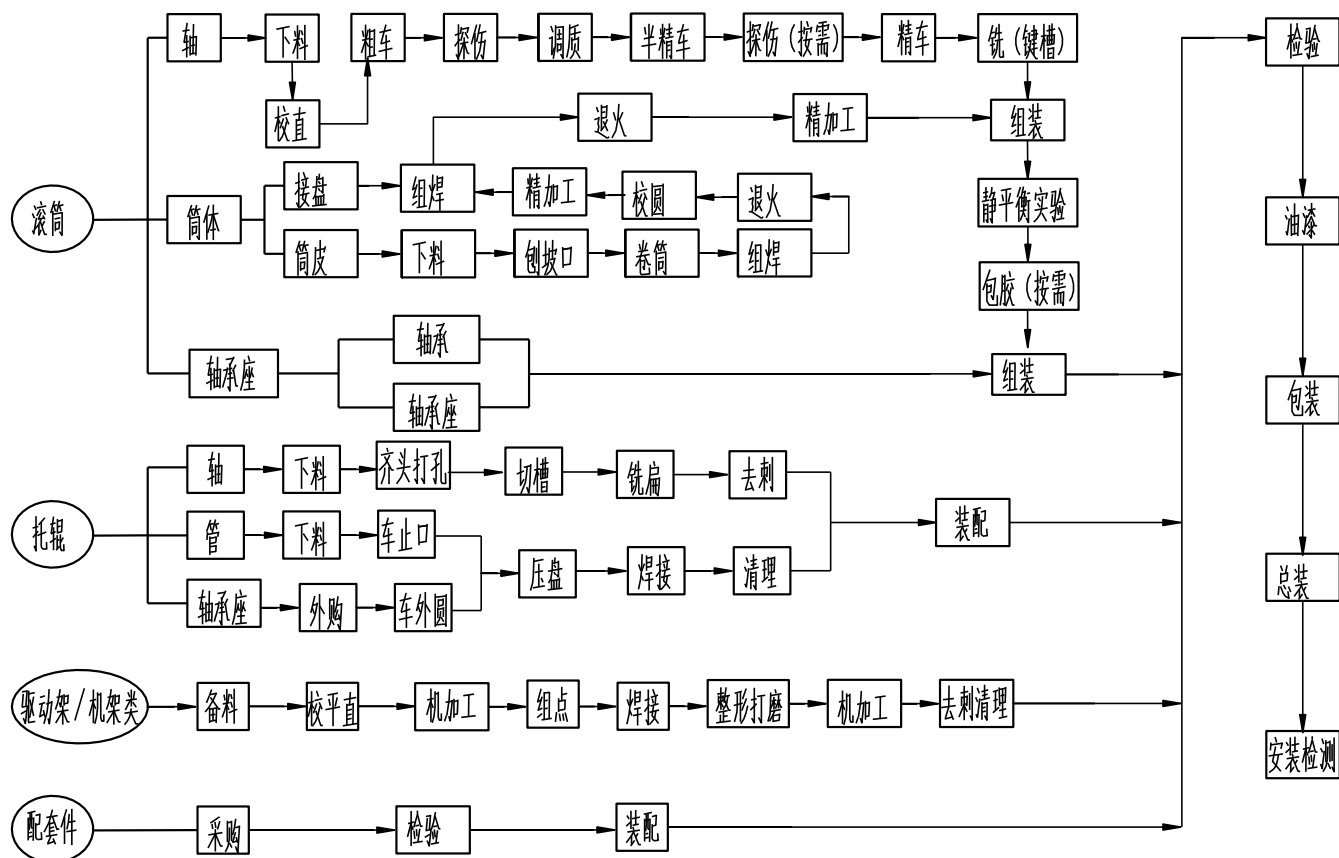 轴
下料
粗车
探伤
调质
半精车
探伤（按需）
精车
铣（键槽）
检验
校直
退火
精加工
组装
滚筒
筒体
接盘
组焊
精加工
校圆
退火
静平衡实验
油漆
筒皮
下料
刨坡口
卷筒
组焊
包胶（按需）
轴承座
轴承
轴承座
组装
包装
轴
下料
齐头打孔
切槽
铣扁
去刺
托辊
管
下料
车止口
压盘
焊接
清理
装配
总装
轴承座
外购
车外圆
驱动架/机架类
备料
校平直
机加工
组点
焊接
整形打磨
机加工
去刺清理
安装检测
配套件
采购
检验
装配